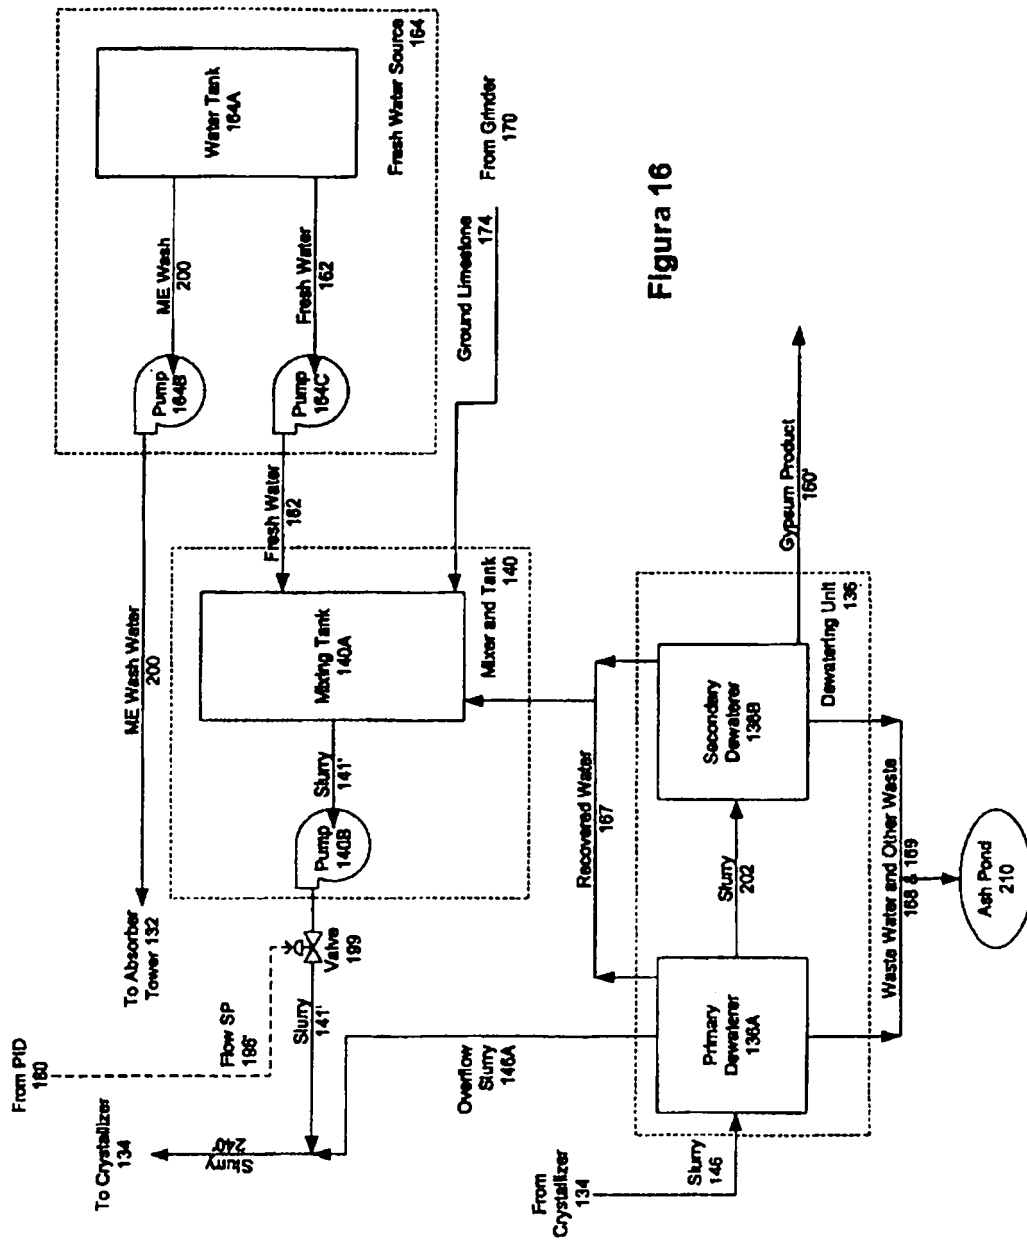 From PID
180
To Crystallizer
134
To Absorber
Tower 132
ME Wash Water
200
Pump
164B
ME Wash
200
Water Tank
164A
Flow SP
196'
Slurry
240'
Slurry
141'
Valve
199
Pump
140B
Slurry
141'
Mixing Tank
140A
Fresh Water
162
Pump
164C
Fresh Water
162
Fresh Water Source
164
Overflow
Slurry
146A
Mixer and Tank
140
Ground Limestone
174
From Grinder
170
From
Crystallizer
134
Recovered Water
167
Slurry
146
Primary
Dewaterer
136A
Slurry
202
Secondary
Dewaterer
136B
Gypsum Product
160'
Dewatering Unit
136
Waste Water and Other Waste
168 & 169
Ash Pond
210
Figura 16